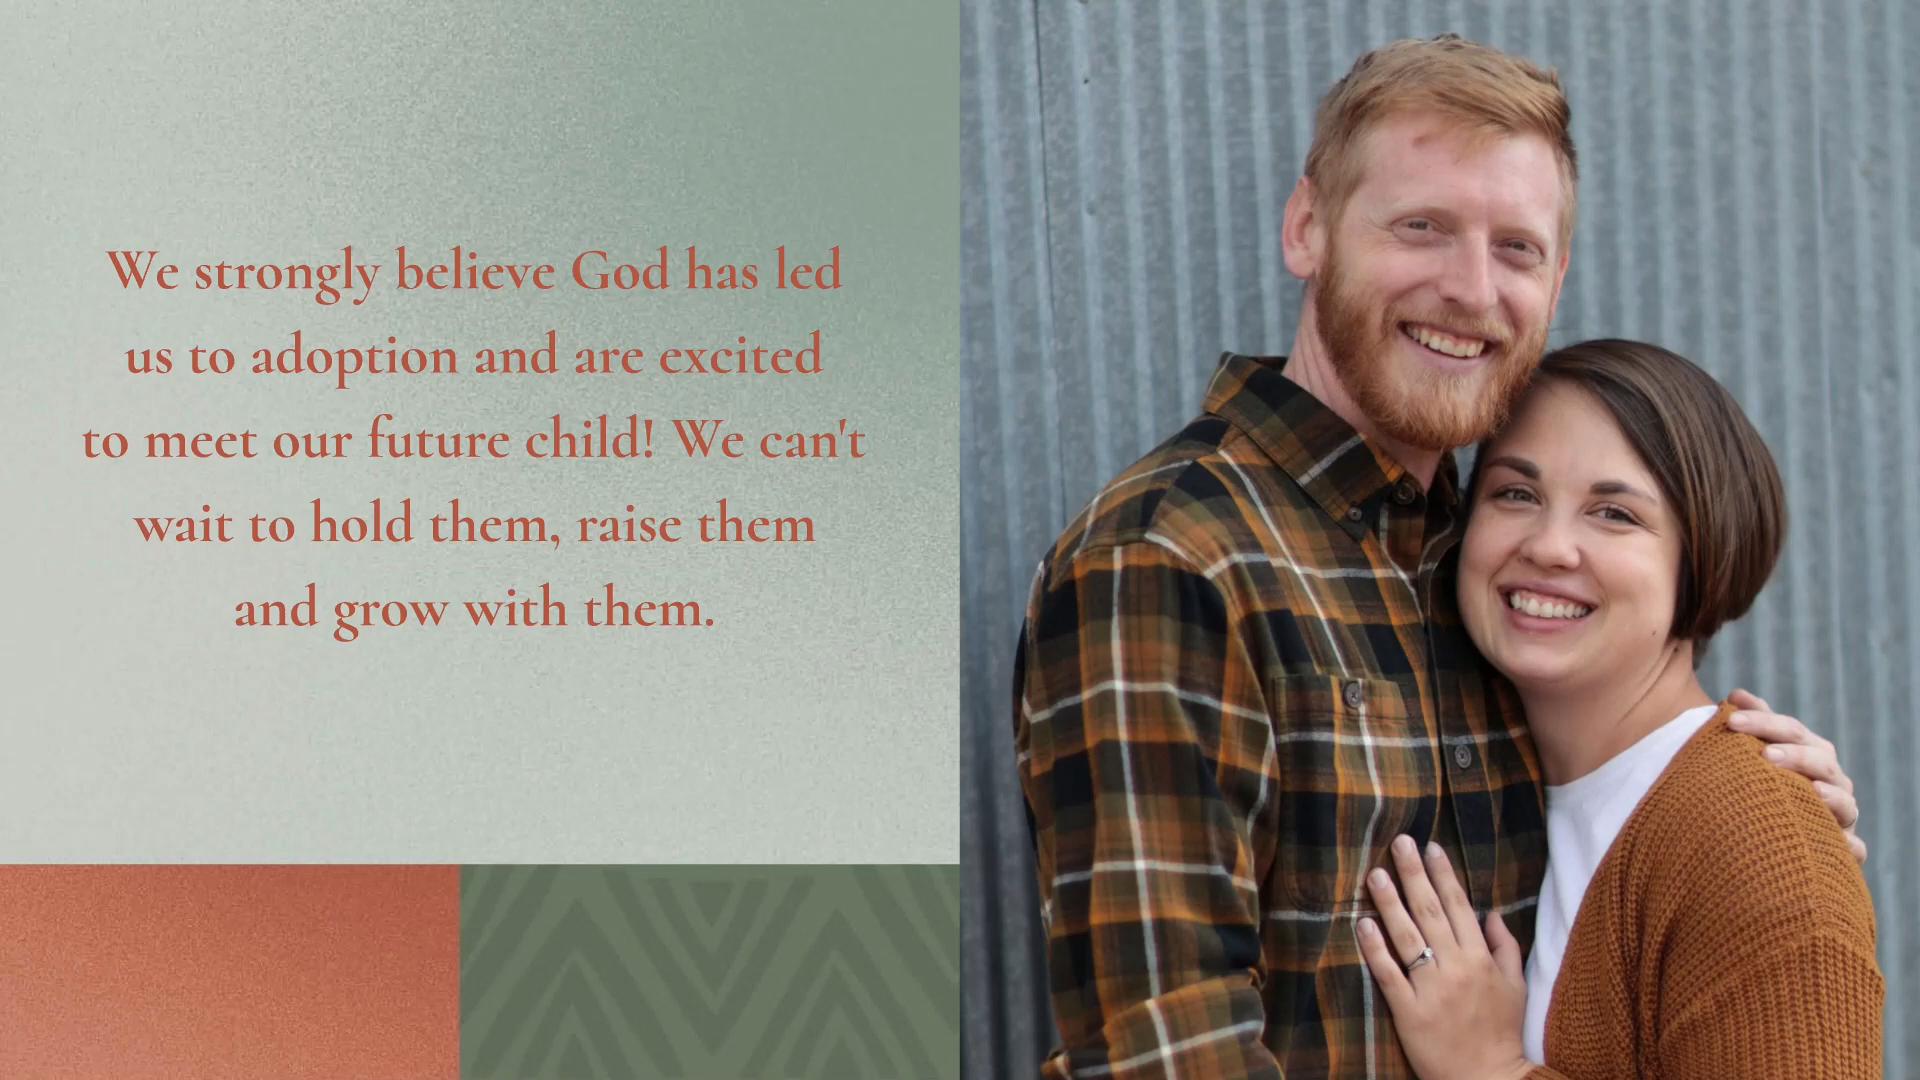 We strongly believe God has led
us to adoption and are excited
to meet our future child! We can't
wait to hold them, raise them
and grow with them.